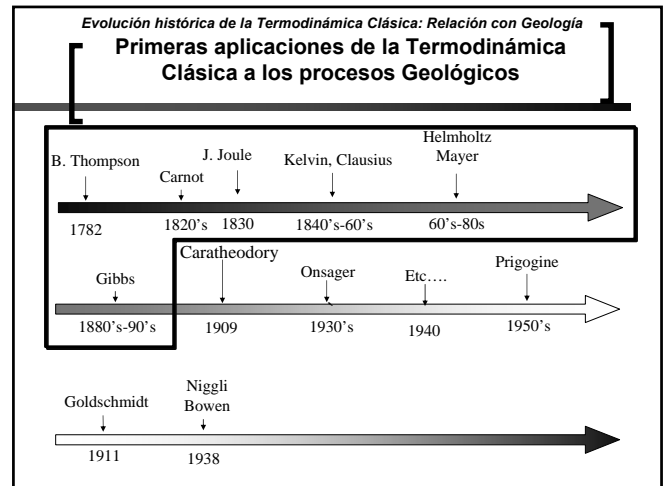 Evolución histórica de la Termodinámica Clásica: Relación con Geología
Primeras aplicaciones de la Termodinámica
Clásica a los procesos Geológicos
B. Thompson
Carnot
J. Joule
Kelvin, Clausius
Helmholtz
Mayer
1782
1820's
1830
1840's-60's
60's-80s
Gibbs
Caratheodory
Onsager
Etc....
Prigogine
1880's-90's
1909
1930's
1940
1950's
Goldschmidt
Niggli
Bowen
1911
1938